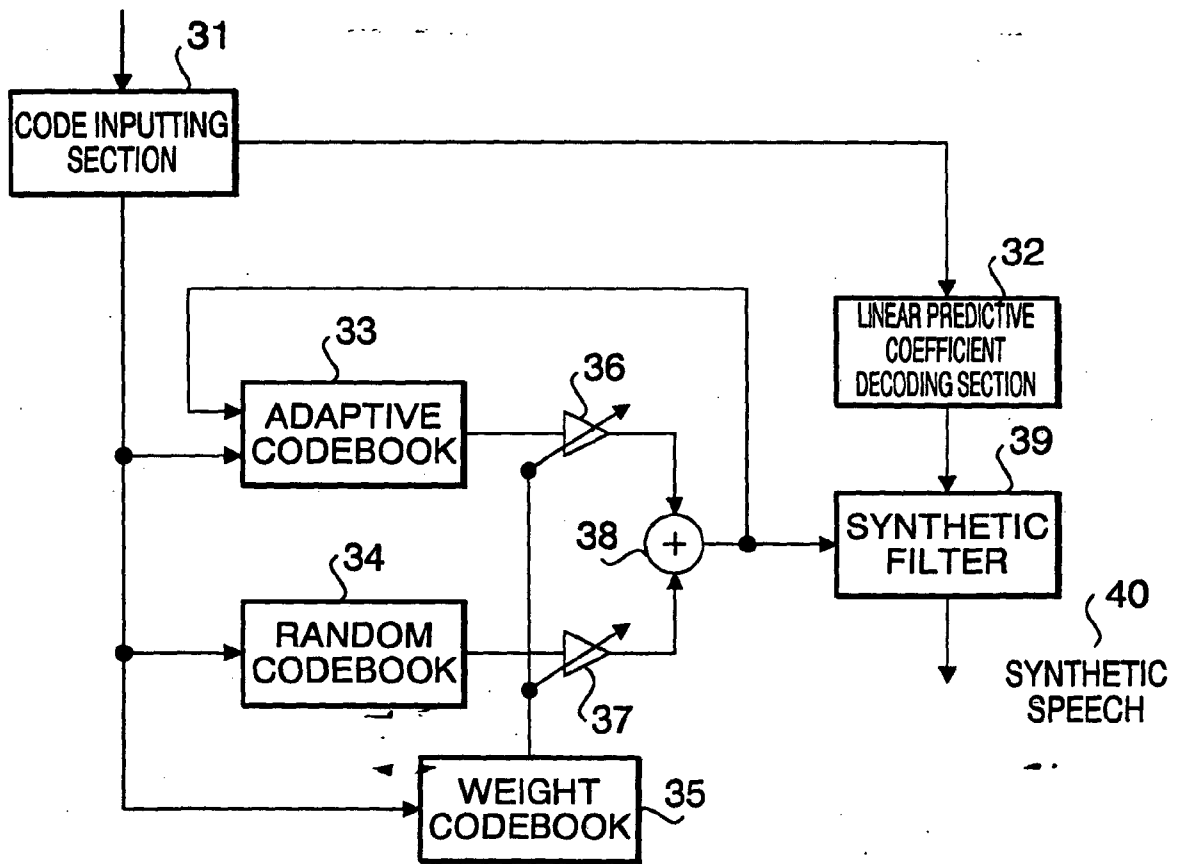 31
CODE INPUTTING
SECTION
32
LINEAR PREDICTIVE
COEFFICIENT
DECODING SECTION
33
ADAPTIVE
CODEBOOK
36
39
SYNTHETIC
FILTER
38
+
34
RANDOM
CODEBOOK
37
40
SYNTHETIC
SPEECH
WEIGHT
CODEBOOK
35